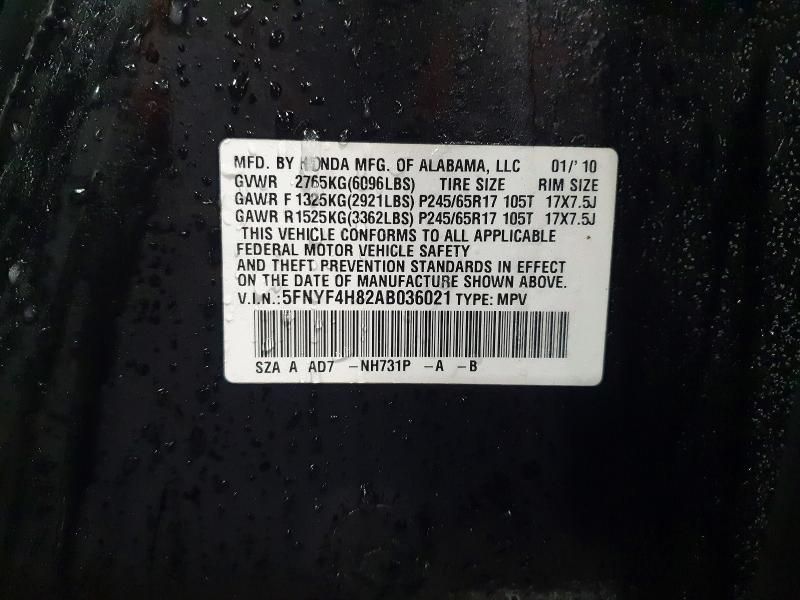 MFD. BY HONDA MFG. OF ALABAMA, LLC 01/'10
GVWR 2765KG(6096LBS) TIRE SIZE RIM SIZE
GAWR F 1325KG(2921LBS) P245/65R17 105T 17X7.5J
GAWR R1525KG(3362LBS) P245/65R17 105T 17X7.5J
THIS VEHICLE CONFORMS TO ALL APPLICABLE
FEDERAL MOTOR VEHICLE SAFETY
AND THEFT PREVENTION STANDARDS IN EFFECT
ON THE DATE OF MANUFACTURE SHOWN ABOVE.
V.I.N.:5FNYF4H82AB036021 TYPE: MPV
SZA A AD7 -NH731P -A -B